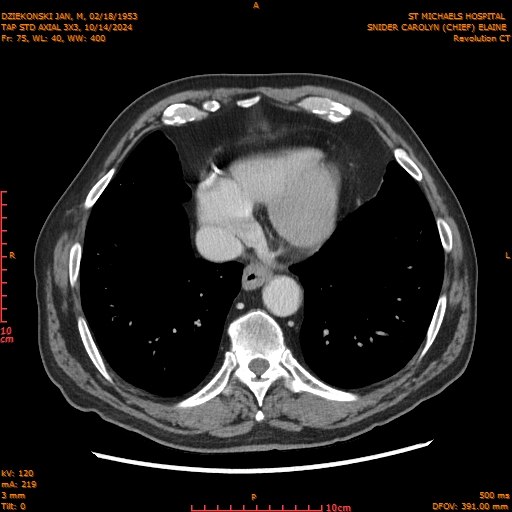 A
DZIEKONSKI JAN, M, 02/18/1953
TAP STD AXIAL 3X3, 10/14/2024
Fr: 75, WL: 40, WW: 400
ST MICHAELS HOSPITAL
SNIDER CAROLYN (CHIEF) ELAINE
Revolution CT
R
L
10
cm
kV: 120
mA: 219
3 mm
Tilt: 0
P
10cm
500 ms
DFOV: 391.00 mm